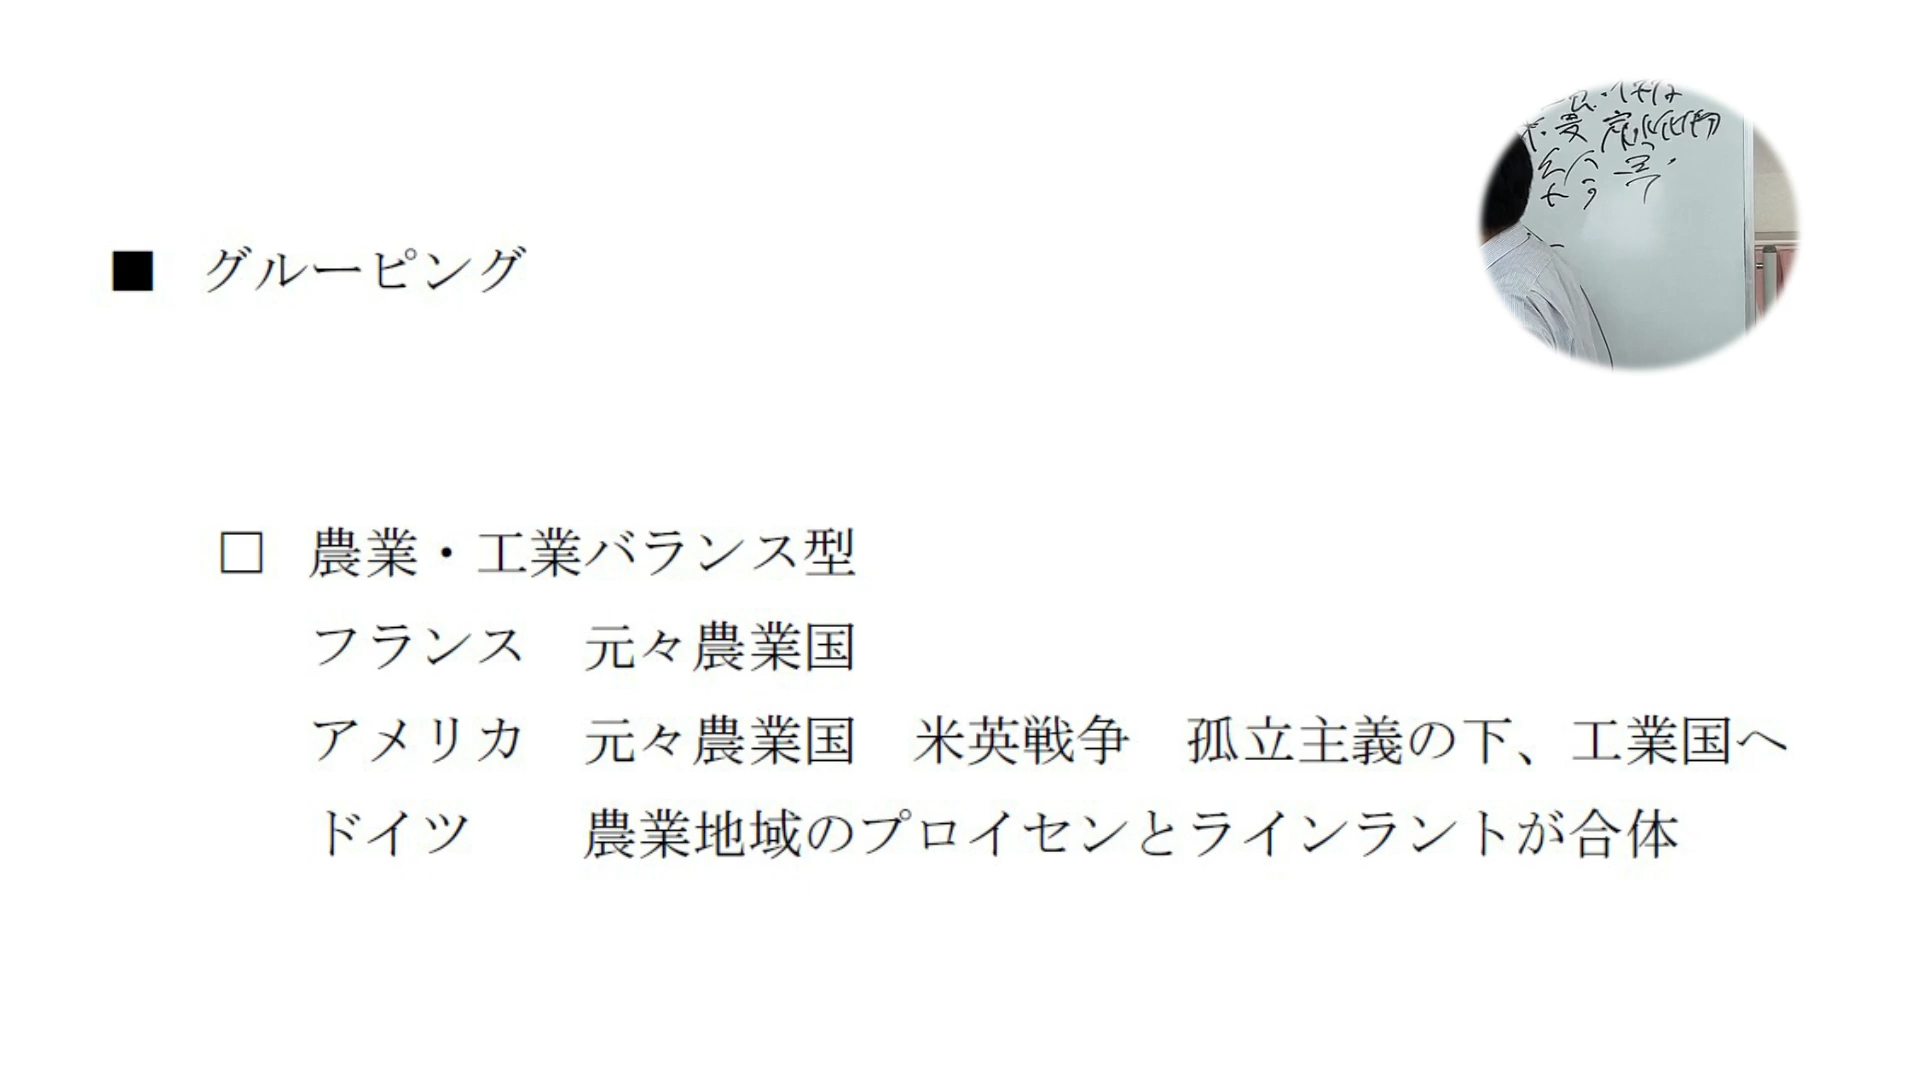 ■ グルーピング
□ 農業・工業バランス型
フランス 元々農業国
アメリカ 元々農業国 米英戦争 孤立主義の下、工業国へ
ドイツ 農業地域のプロイセンとラインラントが合体